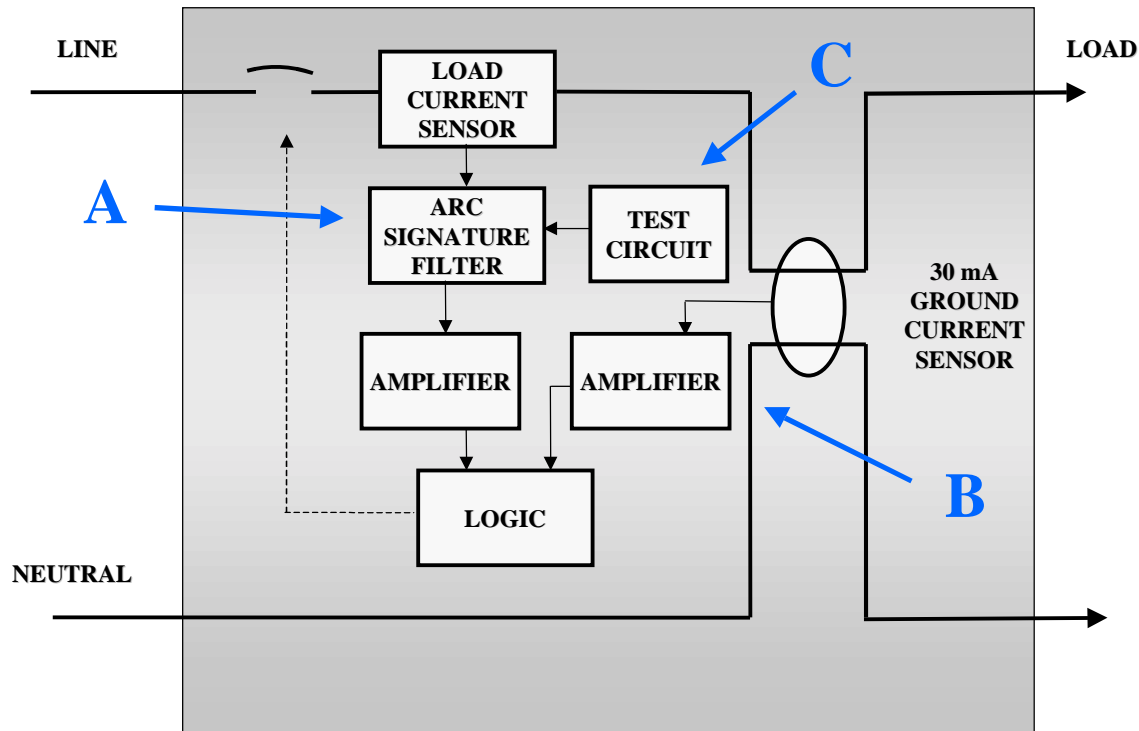 LINE
LOAD
CURRENT
SENSOR
C
LOAD
A
ARC
SIGNATURE
FILTER
TEST
CIRCUIT
30 mA
GROUND
CURRENT
SENSOR
AMPLIFIER
AMPLIFIER
B
LOGIC
NEUTRAL